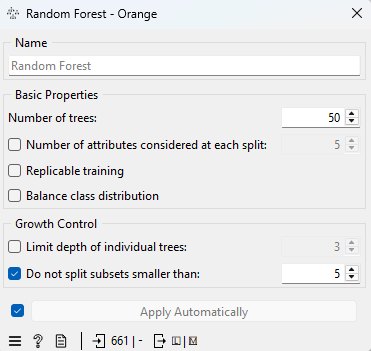 Random Forest - Orange
Name
Random Forest
Basic Properties
Number of trees: 50
Number of attributes considered at each split: 5
Replicable training
Balance class distribution
Growth Control
Limit depth of individual trees: 3
Do not split subsets smaller than: 5
Apply Automatically
? 661 | - L | M